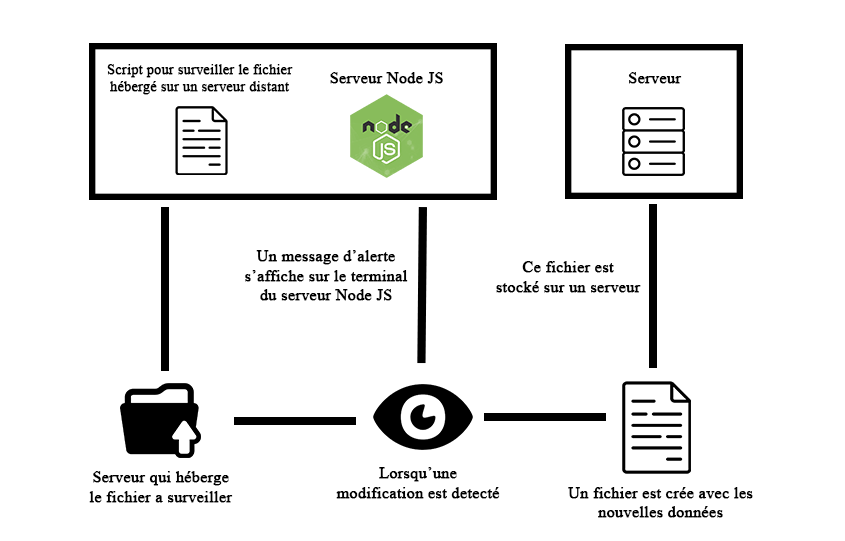 Script pour surveiller le fichier
hébergé sur un serveur distant
Serveur Node JS
node
JS
Serveur
Un message d'alerte
s'affiche sur le terminal
du serveur Node JS
Ce fichier est
stocké sur un serveur
Serveur qui héberge
le fichier a surveiller
Lorsqu'une
modification est detecté
Un fichier est crée avec les
nouvelles données